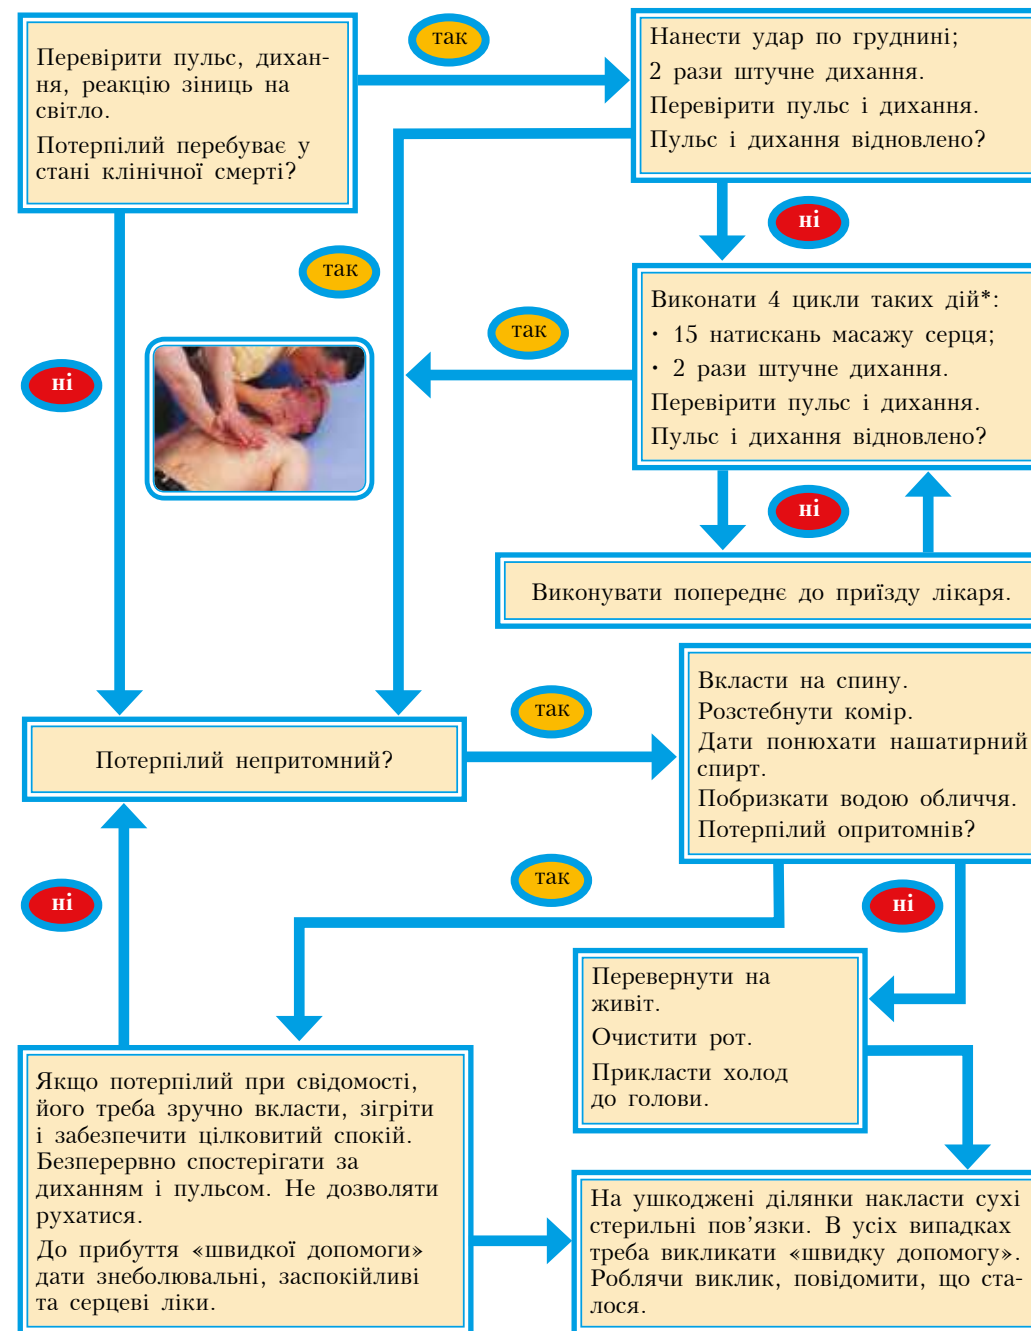 Перевірити пульс, дихан-
ня, реакцію зіниць на
світло.
Потерпілий перебуває у
стані клінічної смерті?
так
Нанести удар по груднині;
2 рази штучне дихання.
Перевірити пульс і дихання.
Пульс і дихання відновлено?
ні
так
Виконати 4 цикли таких дій*:
· 15 натискань масажу серця;
· 2 рази штучне дихання.
Перевірити пульс і дихання.
Пульс і дихання відновлено?
так
ні
ні
Виконувати попереднє до приїзду лікаря.
Потерпілий непритомний?
так
Вкласти на спину.
Розстебнути комір.
Дати понюхати нашатирний
спирт.
Побризкати водою обличчя.
Потерпілий опритомнів?
так
ні
ні
Перевернути на
живіт.
Очистити рот.
Прикласти холод
до голови.
Якщо потерпілий при свідомості,
його треба зручно вкласти, зігріти
і забезпечити цілковитий спокій.
Безперервно спостерігати за
диханням і пульсом. Не дозволяти
рухатися.
До прибуття «швидкої допомоги»
дати знеболювальні, заспокійливі
та серцеві ліки.
На ушкоджені ділянки накласти сухі
стерильні пов’язки. В усіх випадках
треба викликати «швидку допомогу».
Роблячи виклик, повідомити, що ста-
лося.